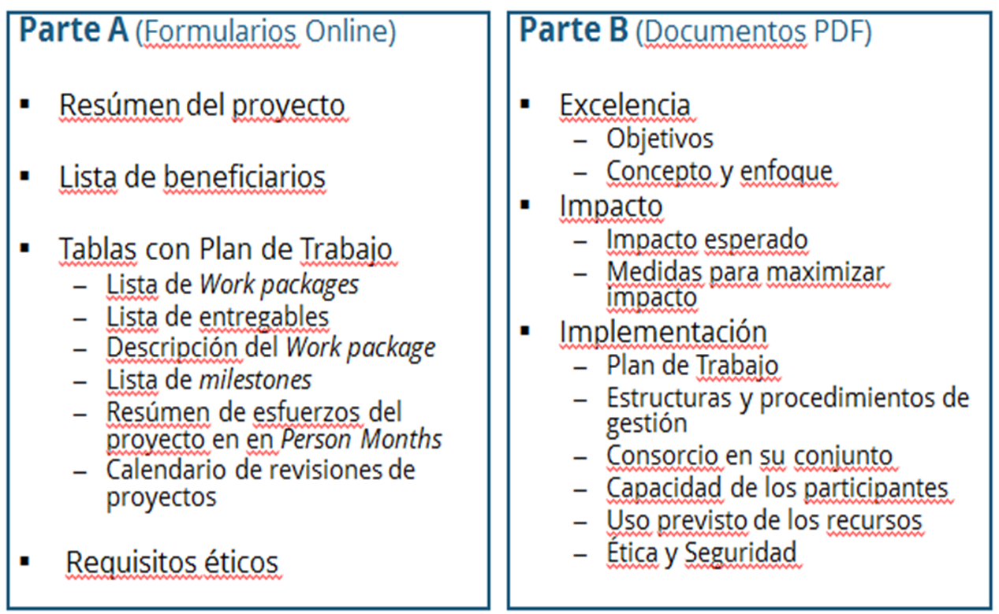 Parte A (Formularios Online)
▪ Resúmen del proyecto
▪ Lista de beneficiarios
▪ Tablas con Plan de Trabajo
– Lista de Work packages
– Lista de entregables
– Descripción del Work package
– Lista de milestones
– Resúmen de esfuerzos del
proyecto en en Person Months
– Calendario de revisiones de
proyectos
▪ Requisitos éticos
Parte B (Documentos PDF)
▪ Excelencia
– Objetivos
– Concepto y enfoque
▪ Impacto
– Impacto esperado
– Medidas para maximizar
impacto
▪ Implementación
– Plan de Trabajo
– Estructuras y procedimientos de
gestión
– Consorcio en su conjunto
– Capacidad de los participantes
– Uso previsto de los recursos
– Ética y Seguridad